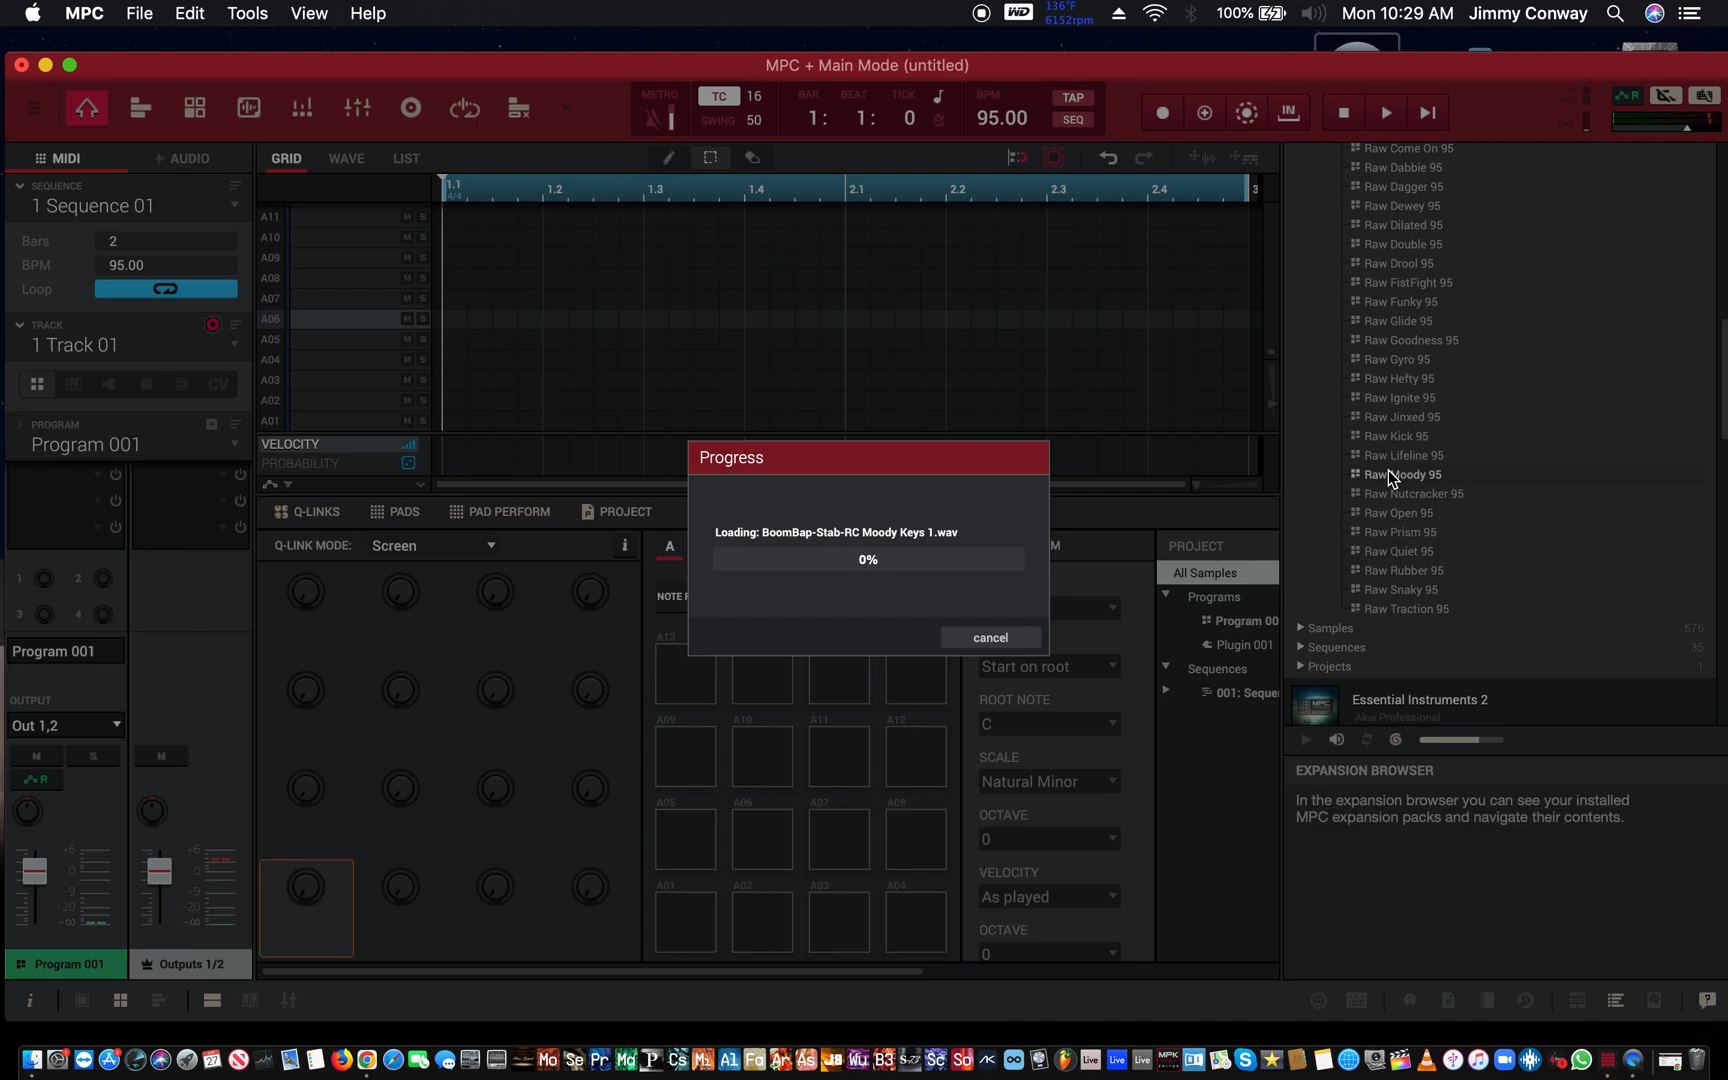 MPC File Edit View Tools Help
136°F
6152rpm
100% Mon 10:29 AM Jimmy Conway
MPC + Main Mode (untitled)
METRO TC 16 BAR BEAT TICK BPM TAP
SWING 50 1: 1: 0 95.00 SEQ
IN
R
MIDI AUDIO GRID WAVE LIST
SEQUENCE
1 Sequence 01
Bars 2
BPM 95.00
Loop
TRACK
1 Track 01
CV
PROGRAM
Program 001
1.1 1.2 1.3 1.4 2.1 2.2 2.3 2.4 3
4/4
A11 M S
A10 M S
A09 M S
A08 M S
A07 M S
A06 M S
A05 M S
A04 M S
A03 M S
A02 M S
A01 M S
VELOCITY
PROBABILITY
Q-LINKS PADS PAD PERFORM PROJECT
Q-LINK MODE: Screen i A
1 2
3 4
Program 001
OUTPUT
Out 1,2
M S M
R
+6 +6
0 0
-9 -9
-20 -20
-∞ -∞
Program 001 Outputs 1/2
Progress
Loading: BoomBap-Stab-RC Moody Keys 1.wav
0%
cancel
A13
A09 A10 A11 A12
A05 A06 A07 A08
A01 A02 A03 A04
Start on root
ROOT NOTE
C
SCALE
Natural Minor
OCTAVE
0
VELOCITY
As played
OCTAVE
0
PROJECT
All Samples
Programs
Program 00
Plugin 001
Sequences
001: Seque
Raw Come On 95
Raw Dabbie 95
Raw Dagger 95
Raw Dewey 95
Raw Dilated 95
Raw Double 95
Raw Drool 95
Raw FistFight 95
Raw Funky 95
Raw Glide 95
Raw Goodness 95
Raw Gyro 95
Raw Hefty 95
Raw Ignite 95
Raw Jinxed 95
Raw Kick 95
Raw Lifeline 95
Raw Moody 95
Raw Nutcracker 95
Raw Open 95
Raw Prism 95
Raw Quiet 95
Raw Rubber 95
Raw Snaky 95
Raw Traction 95
Samples 576
Sequences 36
Projects 1
Essential Instruments 2
Akai Professional
EXPANSION BROWSER
In the expansion browser you can see your installed
MPC expansion packs and navigate their contents.